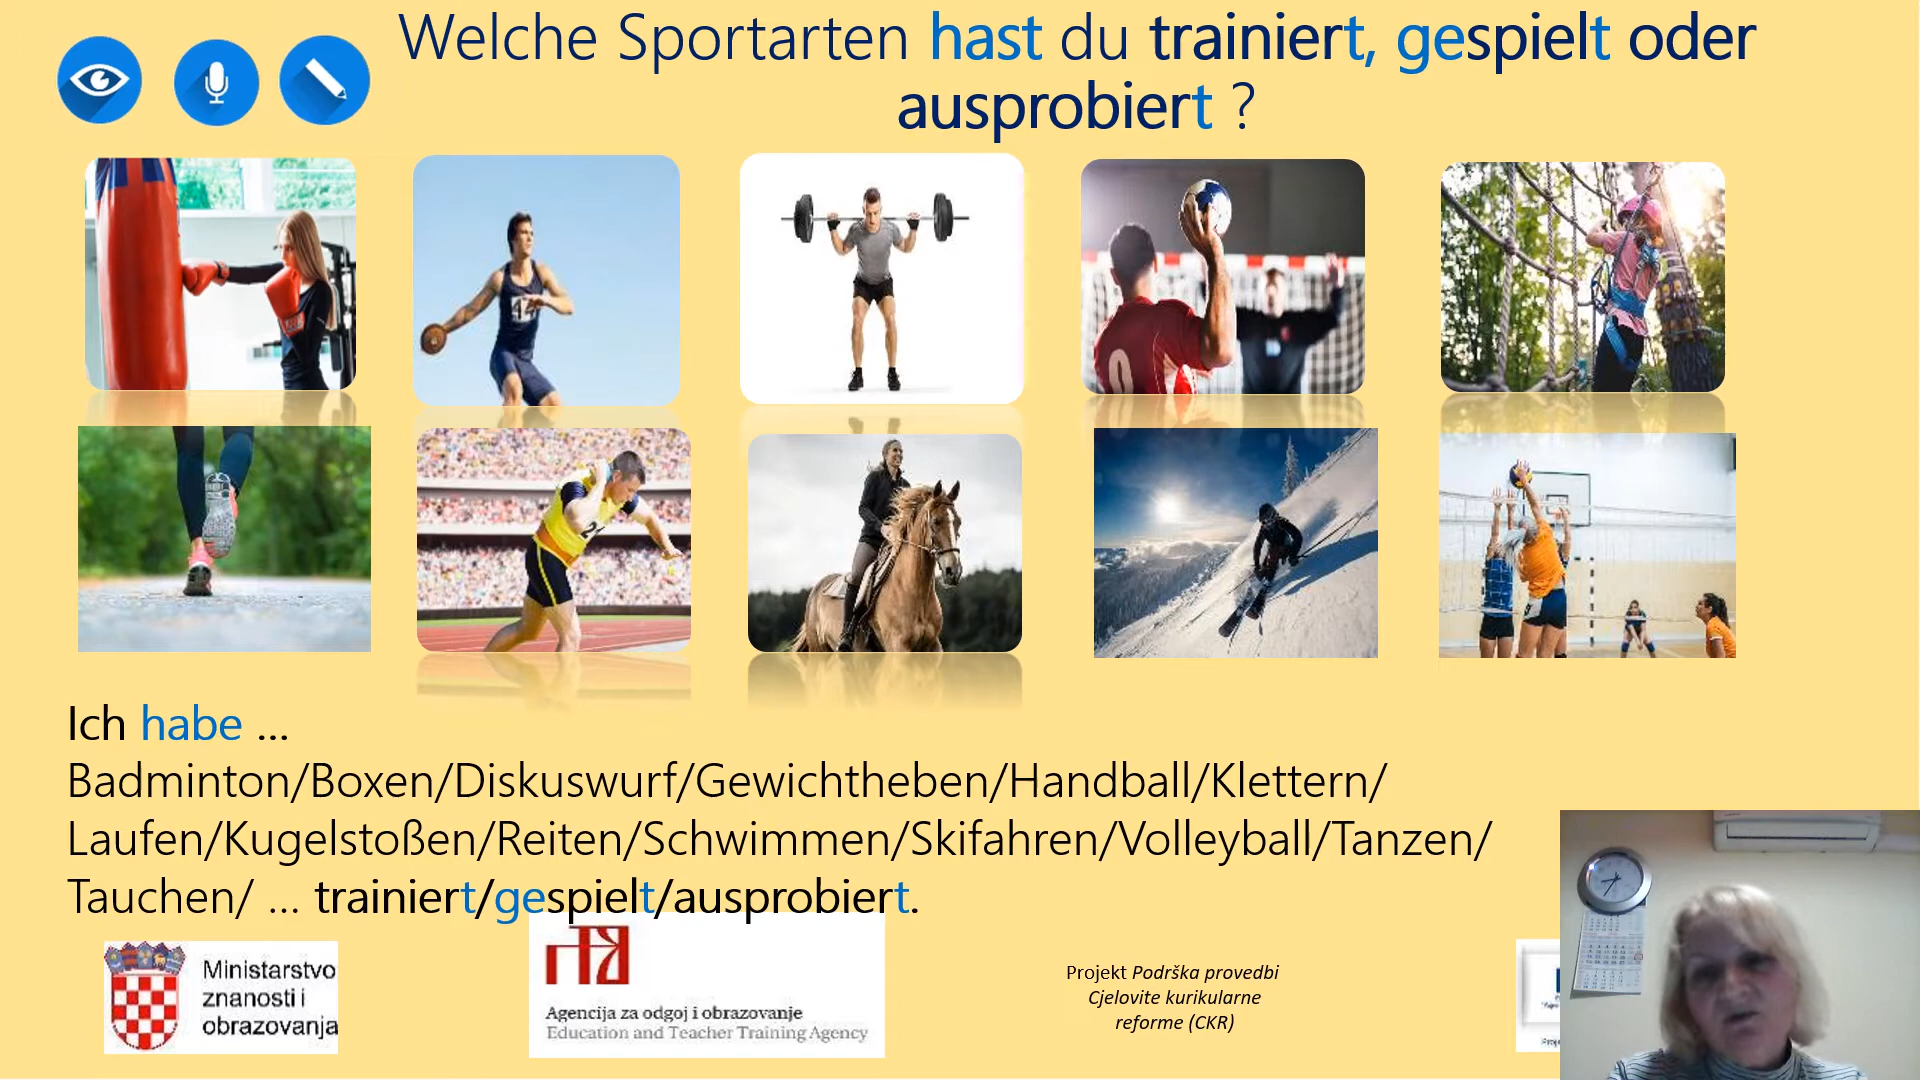 Welche Sportarten hast du trainiert, gespielt oder
ausprobiert ?
Ich habe ...
Badminton/Boxen/Diskuswurf/Gewichtheben/Handball/Klettern/
Laufen/Kugelstoßen/Reiten/Schwimmen/Skifahren/Volleyball/Tanzen/
Tauchen/ ... trainiert/gespielt/ausprobiert.
Ministarstvo
znanosti i
obrazovanja
Agencija za odgoj i obrazovanje
Education and Teacher Training Agency
Projekt Podrška provedbi
Cjelovite kurikularne
reforme (CKR)